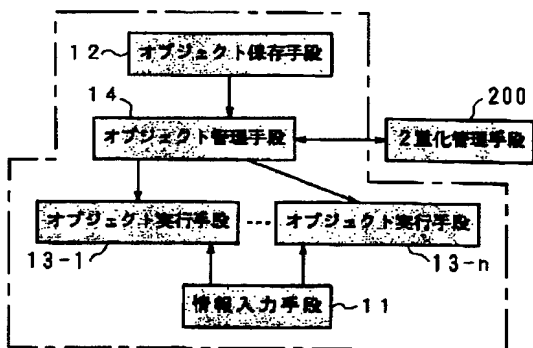 12 オブジェクト保存手段
14
200
オブジェクト管理手段
2重化管理手段
オブジェクト実行手段
オブジェクト実行手段
13-1
13-n
情報入力手段 11